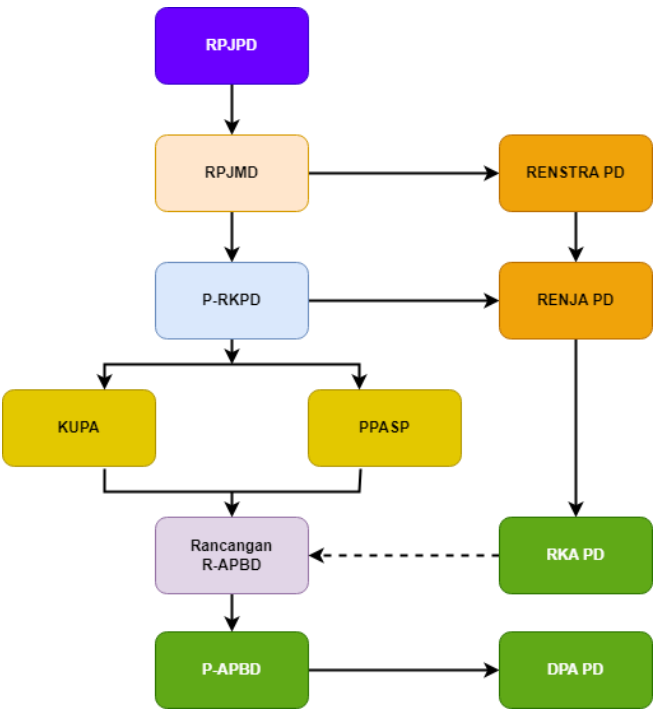 RPJPD
RPJMD
RENSTRA PD
P-RKPD
RENJA PD
KUPA
PPASP
Rancangan
R-APBD
RKA PD
P-APBD
DPA PD